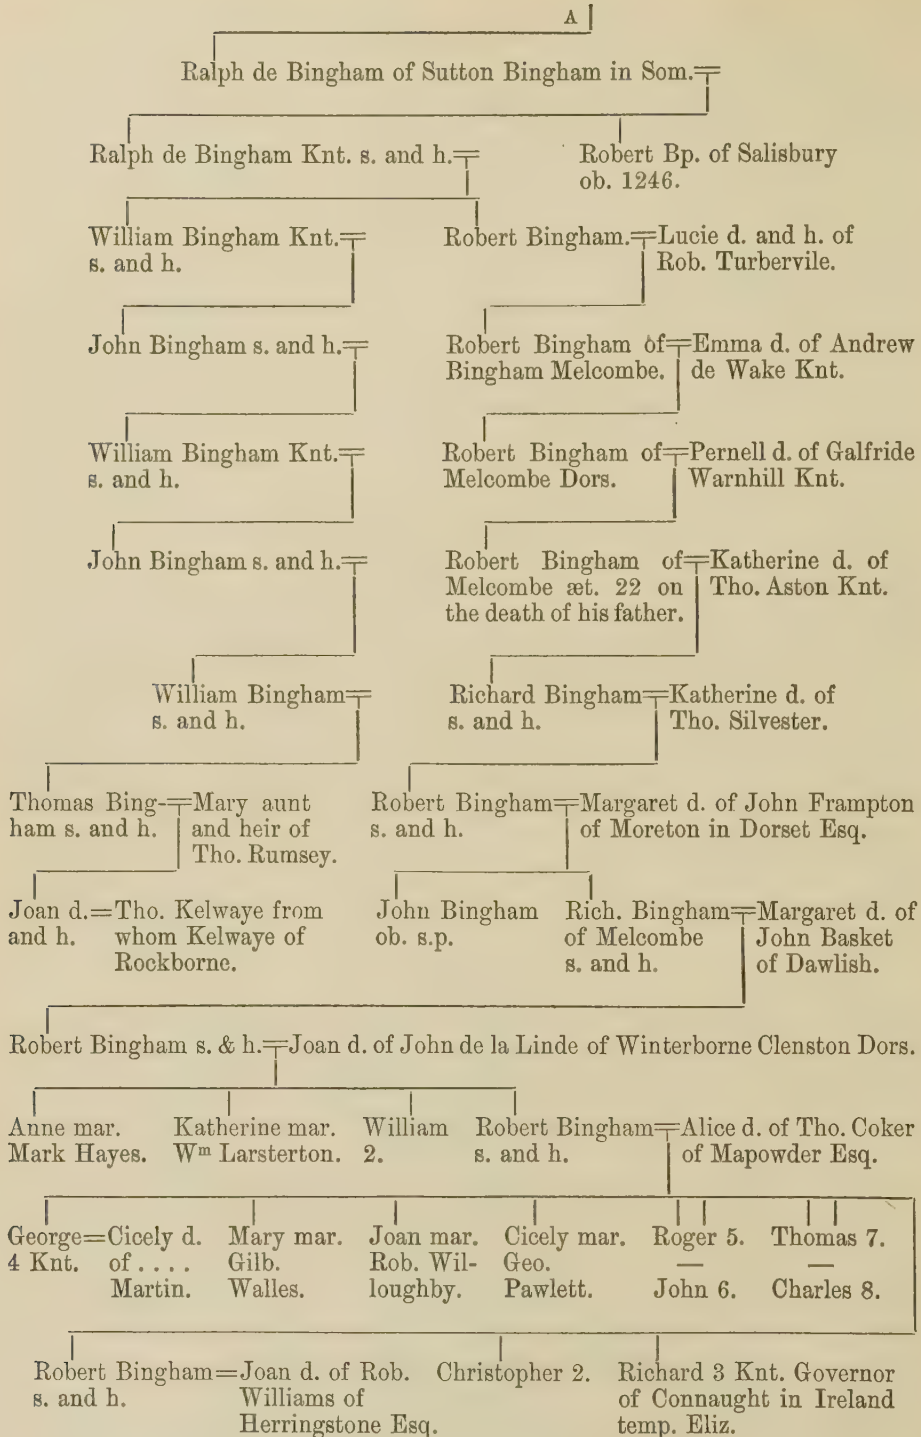 A
Ralph de Bingham of Sutton Bingham in Som.
Ralph de Bingham Knt. s. and h.
Robert Bp. of Salisbury
ob. 1246.
William Bingham Knt.
s. and h.
Robert Bingham.
Lucie d. and h. of
Rob. Turbervile.
John Bingham s. and h.
Robert Bingham of
Bingham Melcombe.
Emma d. of Andrew
de Wake Knt.
William Bingham Knt.
s. and h.
Robert Bingham of
Melcombe Dors.
Pernell d. of Galfride
Warnhill Knt.
John Bingham s. and h.
Robert Bingham of
Melcombe æt. 22 on
the death of his father.
Katherine d. of
Tho. Aston Knt.
William Bingham
s. and h.
Richard Bingham
s. and h.
Katherine d. of
Tho. Silvester.
Thomas Bing-
ham s. and h.
Mary aunt
and heir of
Tho. Rumsey.
Robert Bingham
s. and h.
Margaret d. of John Frampton
of Moreton in Dorset Esq.
Joan d.
and h.
=Tho. Kelwaye from
whom Kelwaye of
Rockborne.
John Bingham
ob. s.p.
Rich. Bingham
of Melcombe
s. and h.
Margaret d. of
John Basket
of Dawlish.
Robert Bingham s. & h.
Joan d. of John de la Linde of Winterborne Clenston Dors.
Anne mar.
Mark Hayes.
Katherine mar.
Wᵐ Larsterton.
William
2.
Robert Bingham
s. and h.
Alice d. of Tho. Coker
of Mapowder Esq.
George
4 Knt.
=Cicely d.
of ....
Martin.
Mary mar.
Gilb.
Walles.
Joan mar.
Rob. Wil-
loughby.
Cicely mar.
Geo.
Pawlett.
Roger 5.
—
John 6.
Thomas 7.
—
Charles 8.
Robert Bingham
s. and h.
=Joan d. of Rob.
Williams of
Herringstone Esq.
Christopher 2.
Richard 3 Knt. Governor
of Connaught in Ireland
temp. Eliz.